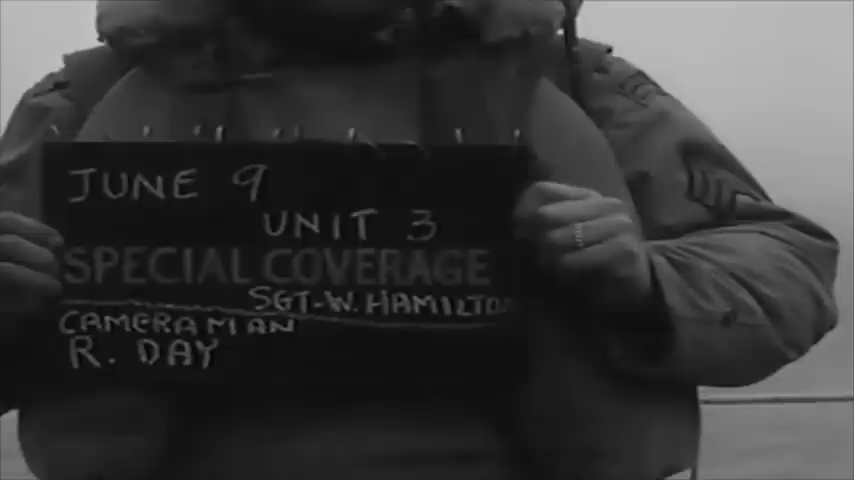 JUNE 9
UNIT 3
SPECIAL COVERAGE
SGT-W. HAMILTON
CAMERAMAN
R. DAY